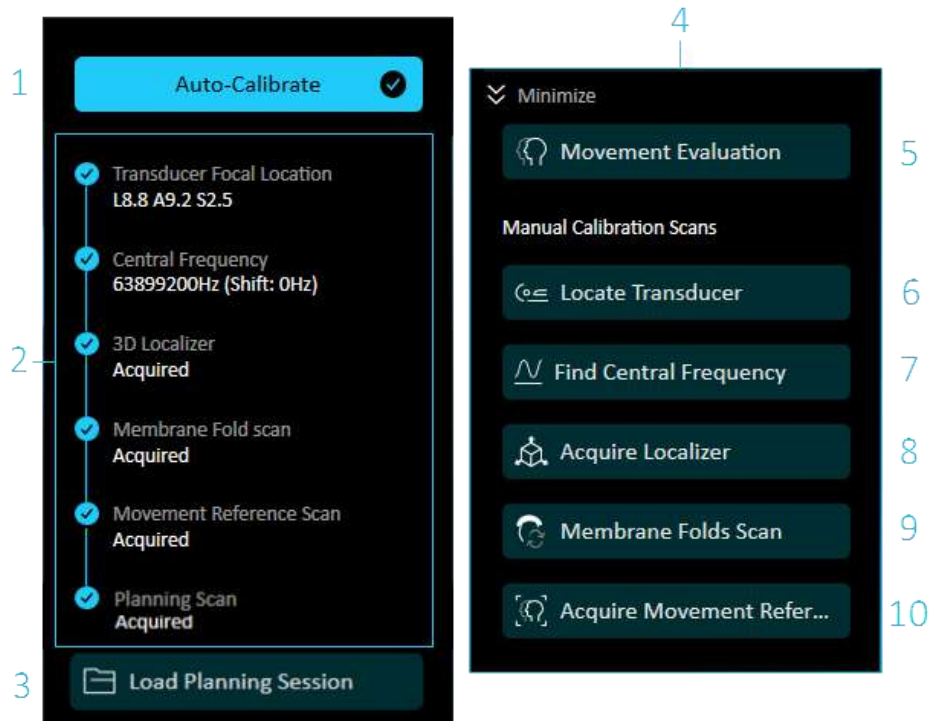 1
Auto-Calibrate
2
Transducer Focal Location
L8.8 A9.2 S2.5
Central Frequency
63899200Hz (Shift: 0Hz)
3D Localizer
Acquired
Membrane Fold scan
Acquired
Movement Reference Scan
Acquired
Planning Scan
Acquired
3
Load Planning Session
4
Minimize
Movement Evaluation
5
Manual Calibration Scans
Locate Transducer
6
Find Central Frequency
7
Acquire Localizer
8
Membrane Folds Scan
9
Acquire Movement Refer...
10